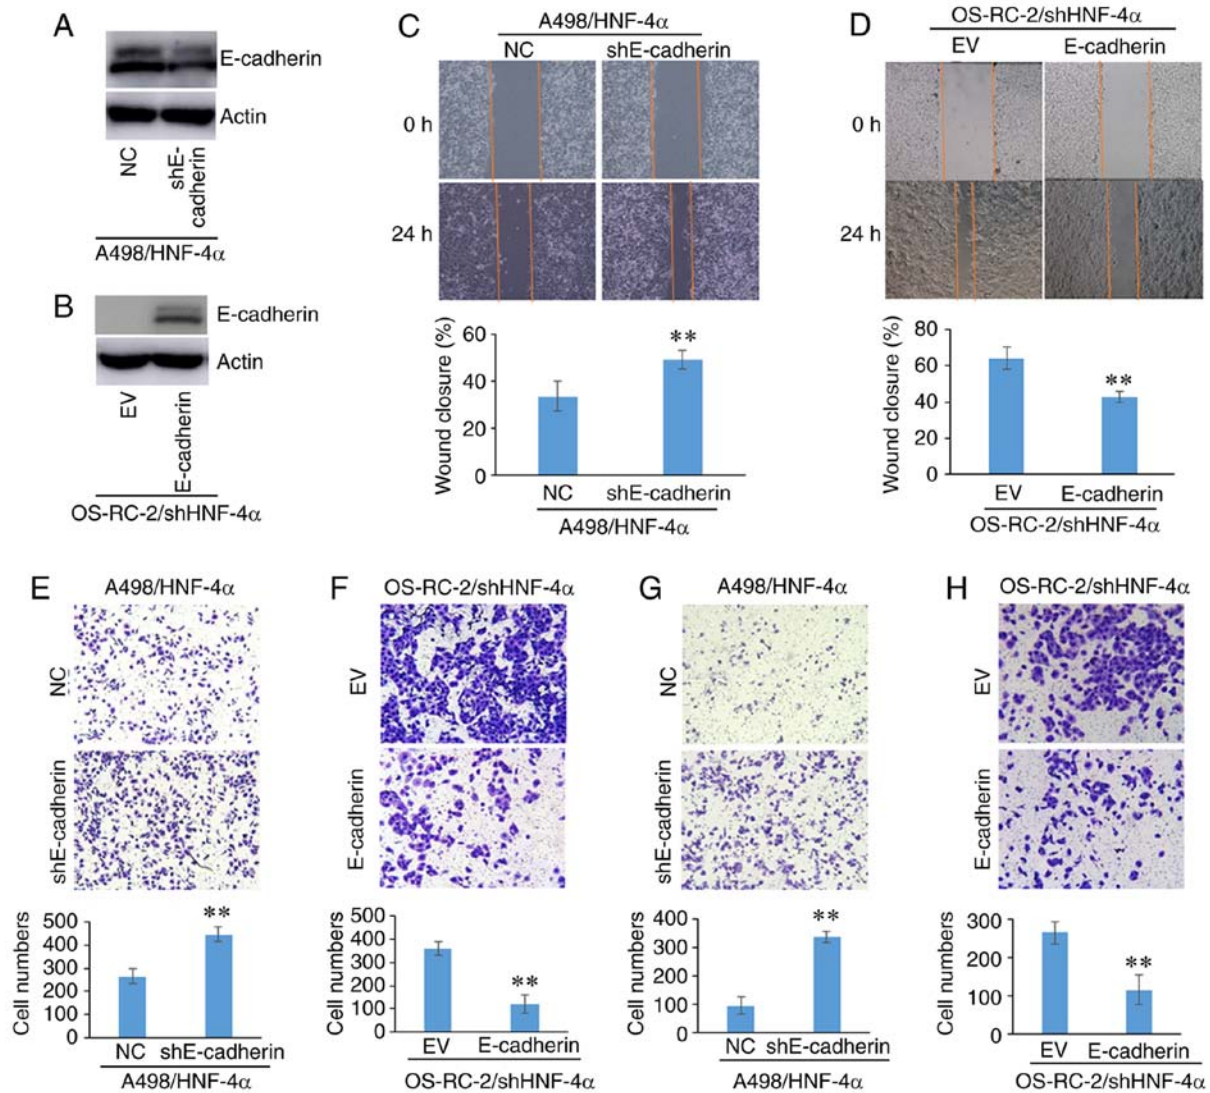 A
E-cadherin
Actin
NC
shE-
cadherin
A498/HNF-4α
B
E-cadherin
Actin
EV
E-cadherin
OS-RC-2/shHNF-4α
C
A498/HNF-4α
NC shE-cadherin
0 h
24 h
Wound closure (%)
60
40
20
0
**
NC shE-cadherin
A498/HNF-4α
D
OS-RC-2/shHNF-4α
EV E-cadherin
0 h
24 h
Wound closure (%)
80
60
40
20
0
**
EV E-cadherin
OS-RC-2/shHNF-4α
E
A498/HNF-4α
NC
shE-cadherin
Cell numbers
500
400
300
200
100
0
**
NC shE-cadherin
A498/HNF-4α
F
OS-RC-2/shHNF-4α
EV
E-cadherin
Cell numbers
500
400
300
200
100
0
**
EV E-cadherin
OS-RC-2/shHNF-4α
G
A498/HNF-4α
NC
shE-cadherin
Cell numbers
400
300
200
100
0
**
NC shE-cadherin
A498/HNF-4α
H
OS-RC-2/shHNF-4α
EV
E-cadherin
Cell numbers
300
200
100
0
**
EV E-cadherin
OS-RC-2/shHNF-4α